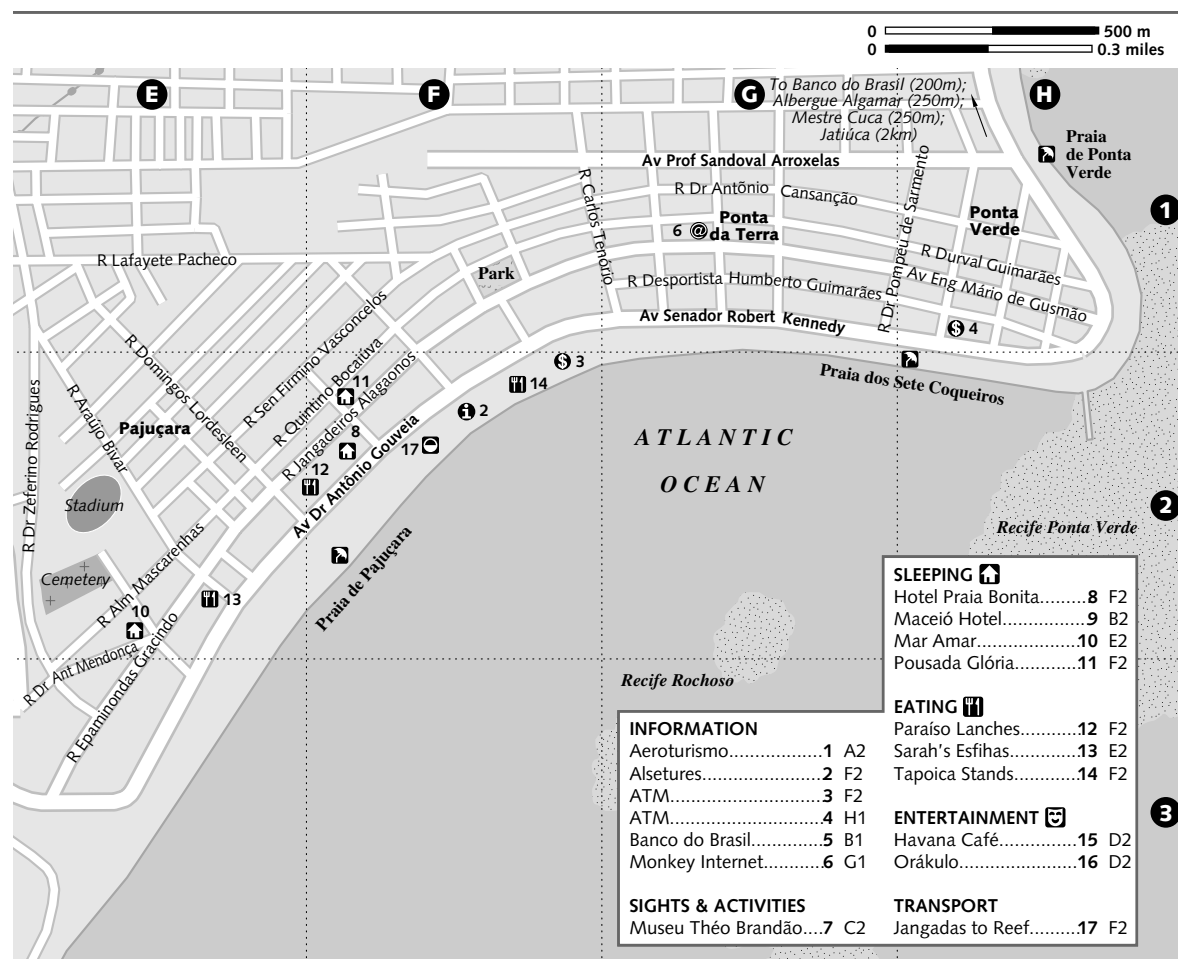 0 500 m
0 0.3 miles
E
F
G
H
To Banco do Brasil (200m);
Albergue Algamar (250m);
Mestre Cuca (250m);
Jatiúca (2km)
Praia
de Ponta
Verde
Av Prof Sandoval Arroxelas
R Carlos Tenório
R Dr Antônio Cansanção
R Dr Pompeu de Sarmento
1
6 @
Ponta
da Terra
Ponta
Verde
R Lafayete Pacheco
Park
R Durval Guimarães
R Desportista Humberto Guimarães
Av Eng Mário de Gusmão
Av Senador Robert Kennedy
$ 4
$ 3
14
i 2
17
Praia dos Sete Coqueiros
R Sen Firmino Vasconcelos
R Quintino Bocaiúva
R Jangadeiros Alagaonos
R Domingos Lordesleen
R Araújo Bivar
R Dr Zeferino Rodrigues
Pajuçara
11
8
12
Av Dr Antônio Gouveia
ATLANTIC
OCEAN
Stadium
2
Recife Ponta Verde
Praia de Pajuçara
Cemetery
R Alm Mascarenhas
10
13
R Dr Ant Mendonça
R Epaminondas Gracindo
Recife Rochoso
3
INFORMATION
Aeroturismo......................1 A2
Alsetures...........................2 F2
ATM..................................3 F2
ATM..................................4 H1
Banco do Brasil..................5 B1
Monkey Internet................6 G1
SIGHTS & ACTIVITIES
Museu Théo Brandão....7 C2
SLEEPING
Hotel Praia Bonita.........8 F2
Maceió Hotel................9 B2
Mar Amar....................10 E2
Pousada Glória.............11 F2
EATING
Paraíso Lanches............12 F2
Sarah's Esfihas..............13 E2
Tapoica Stands.............14 F2
ENTERTAINMENT
Havana Café................15 D2
Orákulo.......................16 D2
TRANSPORT
Jangadas to Reef..........17 F2